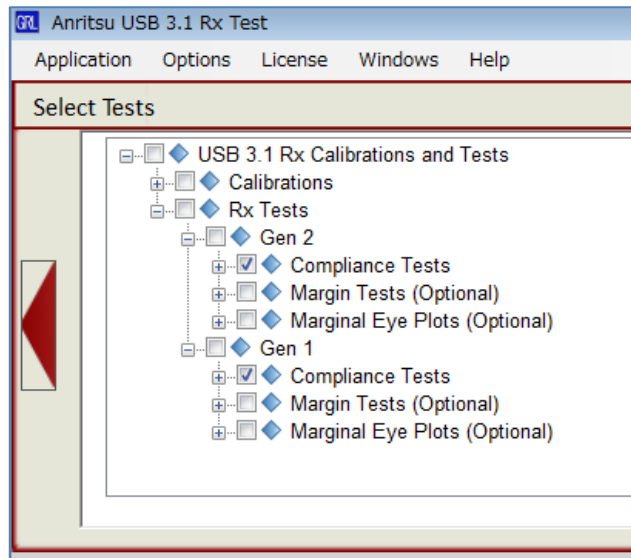 GRL Anritsu USB 3.1 Rx Test
Application Options License Windows Help
Select Tests
USB 3.1 Rx Calibrations and Tests
Calibrations
Rx Tests
Gen 2
Compliance Tests
Margin Tests (Optional)
Marginal Eye Plots (Optional)
Gen 1
Compliance Tests
Margin Tests (Optional)
Marginal Eye Plots (Optional)